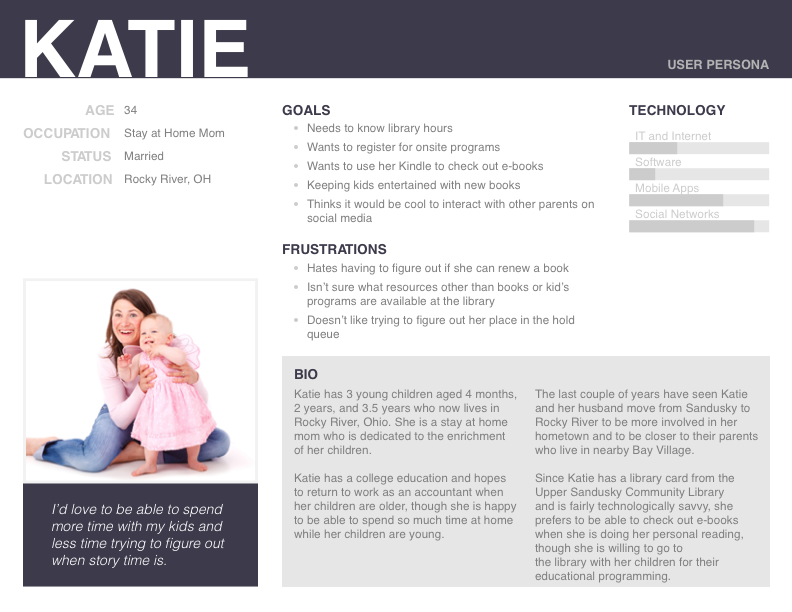 KATIE
USER PERSONA
AGE 34
OCCUPATION Stay at Home Mom
STATUS Married
LOCATION Rocky River, OH
I'd love to be able to spend
more time with my kids and
less time trying to figure out
when story time is.
GOALS
• Needs to know library hours
• Wants to register for onsite programs
• Wants to use her Kindle to check out e-books
• Keeping kids entertained with new books
• Thinks it would be cool to interact with other parents on
social media
FRUSTRATIONS
• Hates having to figure out if she can renew a book
• Isn't sure what resources other than books or kid's
programs are available at the library
• Doesn't like trying to figure out her place in the hold
queue
TECHNOLOGY
IT and Internet
Software
Mobile Apps
Social Networks
BIO
Katie has 3 young children aged 4 months,
2 years, and 3.5 years who now lives in
Rocky River, Ohio. She is a stay at home
mom who is dedicated to the enrichment
of her children.
Katie has a college education and hopes
to return to work as an accountant when
her children are older, though she is happy
to be able to spend so much time at home
while her children are young.
The last couple of years have seen Katie
and her husband move from Sandusky to
Rocky River to be more involved in her
hometown and to be closer to their parents
who live in nearby Bay Village.
Since Katie has a library card from the
Upper Sandusky Community Library
and is fairly technologically savvy, she
prefers to be able to check out e-books
when she is doing her personal reading,
though she is willing to go to
the library with her children for their
educational programming.